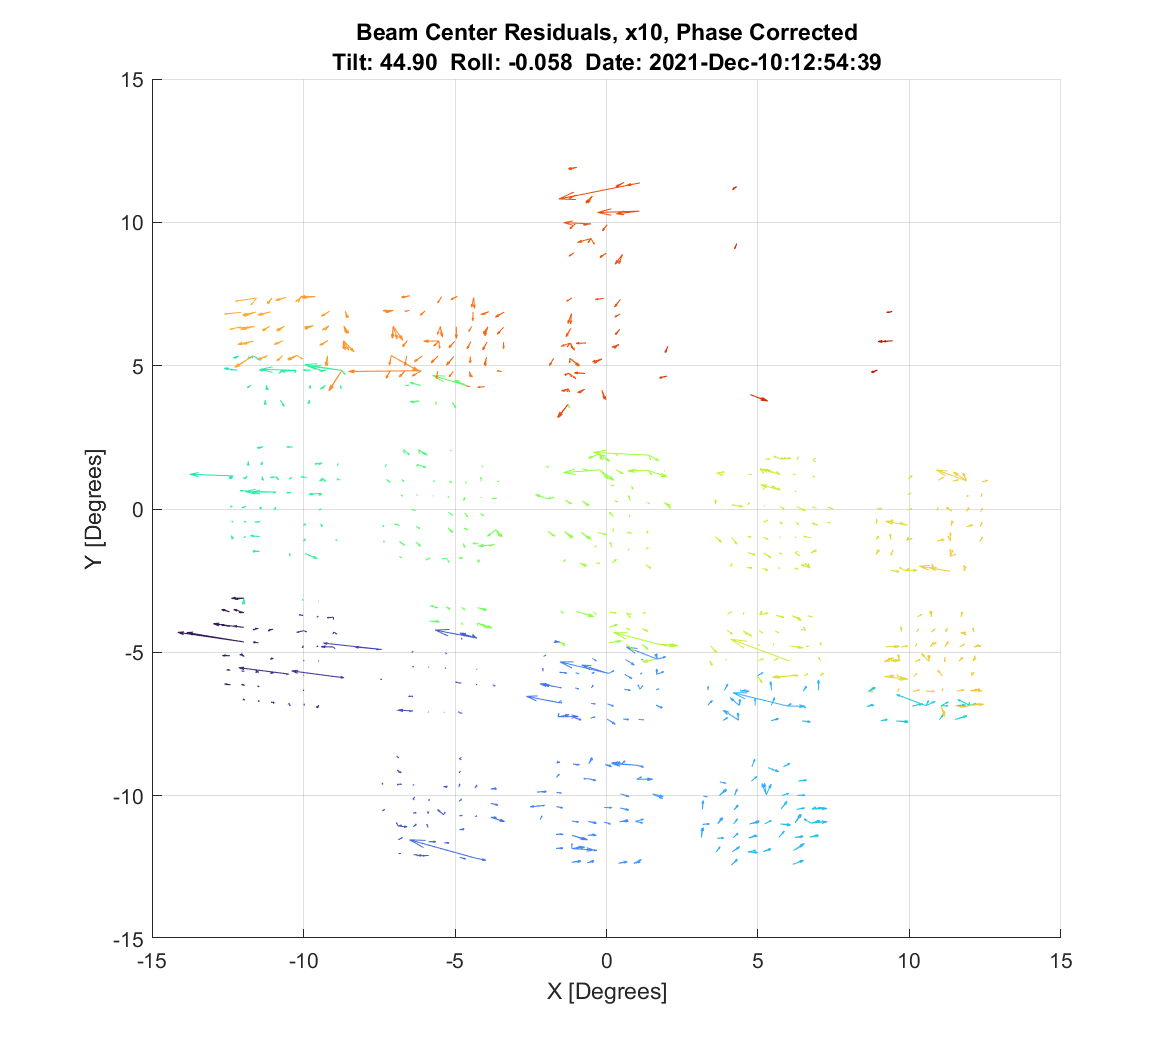 Beam Center Residuals, x10, Phase Corrected
Tilt: 44.90  Roll: -0.058  Date: 2021-Dec-10:12:54:39
15
10
5
0
-5
-10
-15
Y [Degrees]
-15 -10 -5 0 5 10 15
X [Degrees]